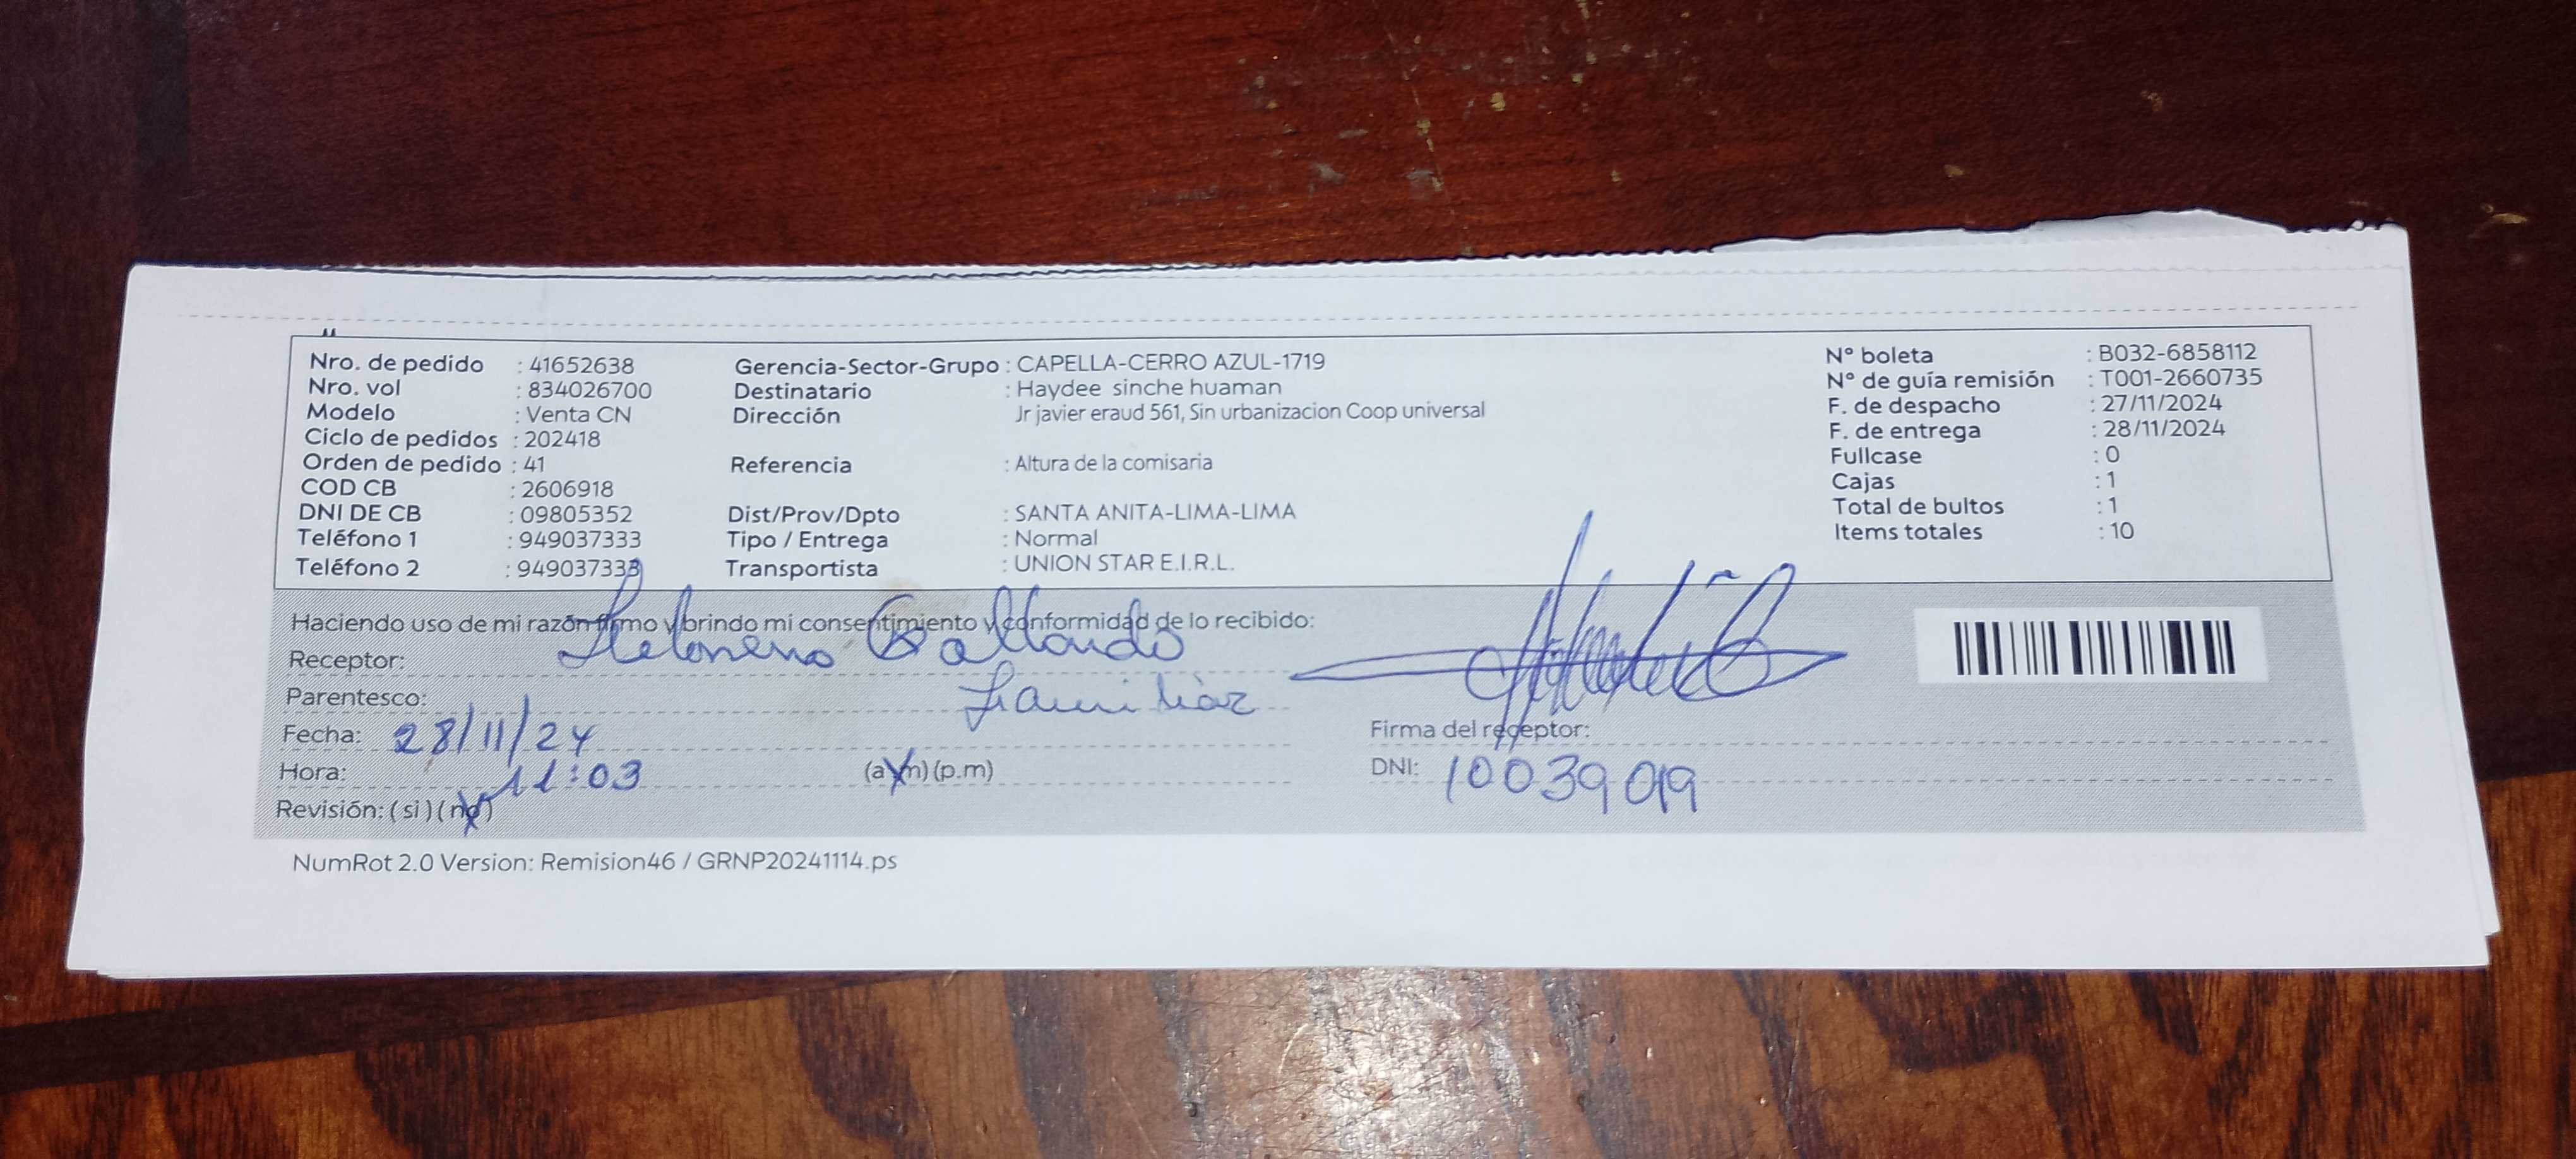 Nro. de pedido : 41652638
Nro. vol : 834026700
Modelo : Venta CN
Ciclo de pedidos : 202418
Orden de pedido : 41
COD CB : 2606918
DNI DE CB : 09805352
Teléfono 1 : 949037333
Teléfono 2 : 949037333
Gerencia-Sector-Grupo : CAPELLA-CERRO AZUL-1719
Destinatario : Haydee sinche huaman
Dirección Jr javier eraud 561, Sin urbanizacion Coop universal
Referencia : Altura de la comisaria
Dist/Prov/Dpto : SANTA ANITA-LIMA-LIMA
Tipo / Entrega : Normal
Transportista : UNION STAR E.I.R.L.
N° boleta : B032-6858112
N° de guía remisión : T001-2660735
F. de despacho : 27/11/2024
F. de entrega : 28/11/2024
Fullcase : 0
Cajas : 1
Total de bultos : 1
Items totales : 10
Haciendo uso de mi razón firmo y brindo mi consentimiento y conformidad de lo recibido:
Receptor: Gallardo
Parentesco: Familiar
Fecha: 28/11/24
Hora: 11:03 (a.m) (p.m)
Revisión: ( si ) ( no )
Firma del receptor:
DNI: 10039019
NumRot 2.0 Version: Remision46 / GRNP20241114.ps